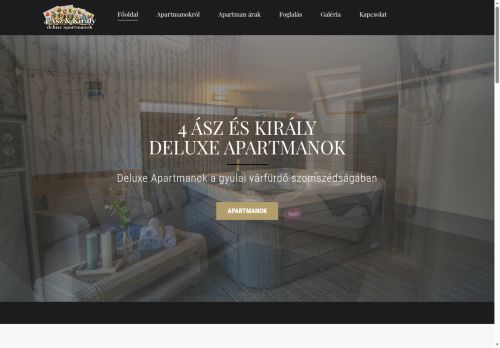 4 Ász & Király
deluxe apartmanok
Főoldal
Apartmanokról
Apartman árak
Foglalás
Galéria
Kapcsolat
4 ÁSZ ÉS KIRÁLY
DELUXE APARTMANOK
Deluxe Apartmanok a gyulai várfürdő szomszédságában
APARTMANOK